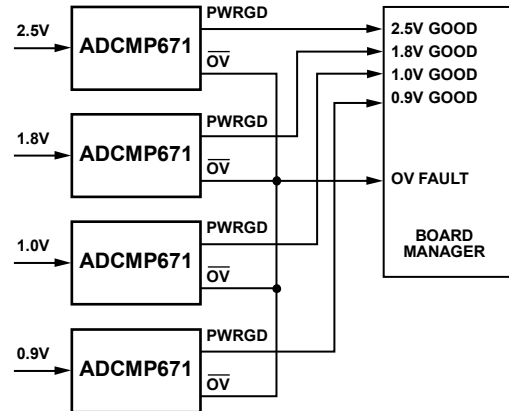 2.5V
ADCMP671
PWRGD
OV
1.8V
ADCMP671
PWRGD
OV
1.0V
ADCMP671
PWRGD
OV
0.9V
ADCMP671
PWRGD
OV
2.5V GOOD
1.8V GOOD
1.0V GOOD
0.9V GOOD
OV FAULT
BOARD
MANAGER